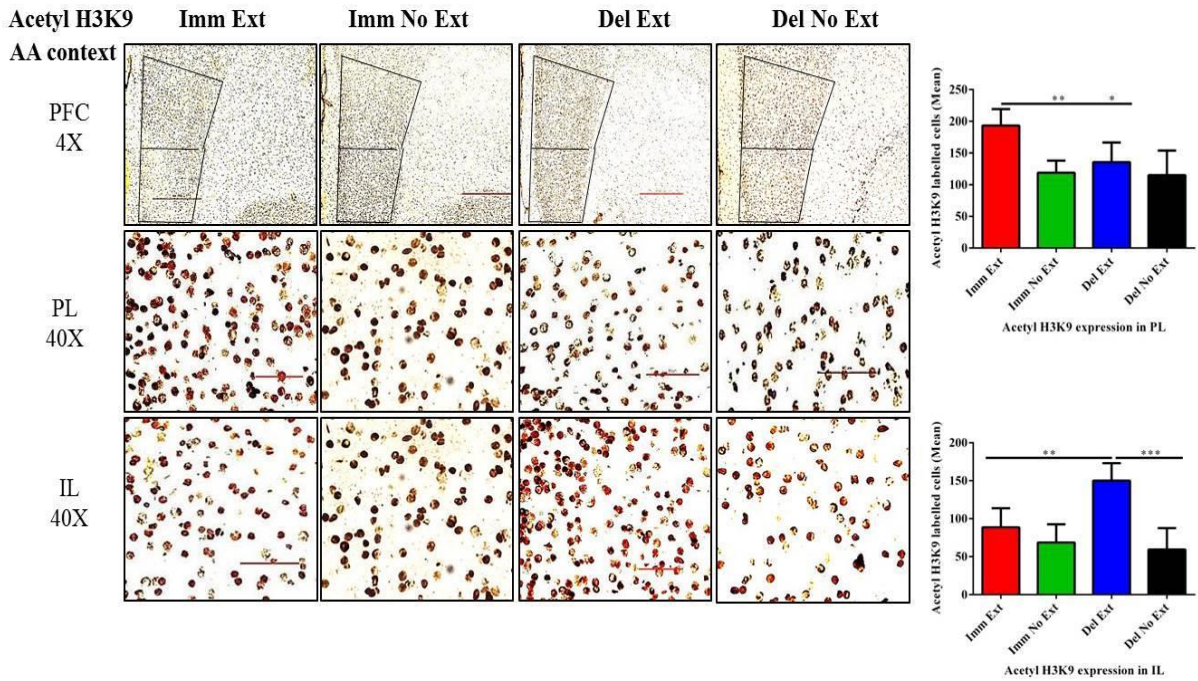 Acetyl H3K9
AA context
Imm Ext
Imm No Ext
Del Ext
Del No Ext
PFC
4X
PL
40X
IL
40X
Acetyl H3K9 labelled cells (Mean)
250
200
150
100
50
0
** *
Imm Ext
Imm No Ext
Del Ext
Del No Ext
Acetyl H3K9 expression in PL
Acetyl H3K9 labelled cells (Mean)
200
150
100
50
0
** ***
Imm Ext
Imm No Ext
Del Ext
Del No Ext
Acetyl H3K9 expression in IL